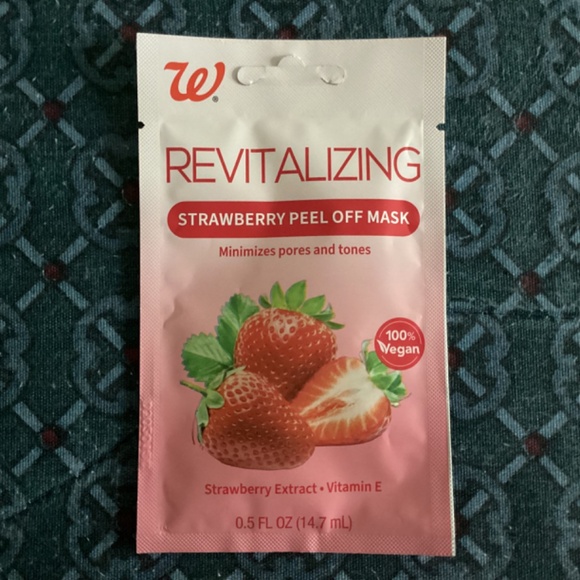 W®
REVITALIZING
STRAWBERRY PEEL OFF MASK
Minimizes pores and tones
100%
Vegan
Strawberry Extract • Vitamin E
0.5 FL OZ (14.7 mL)